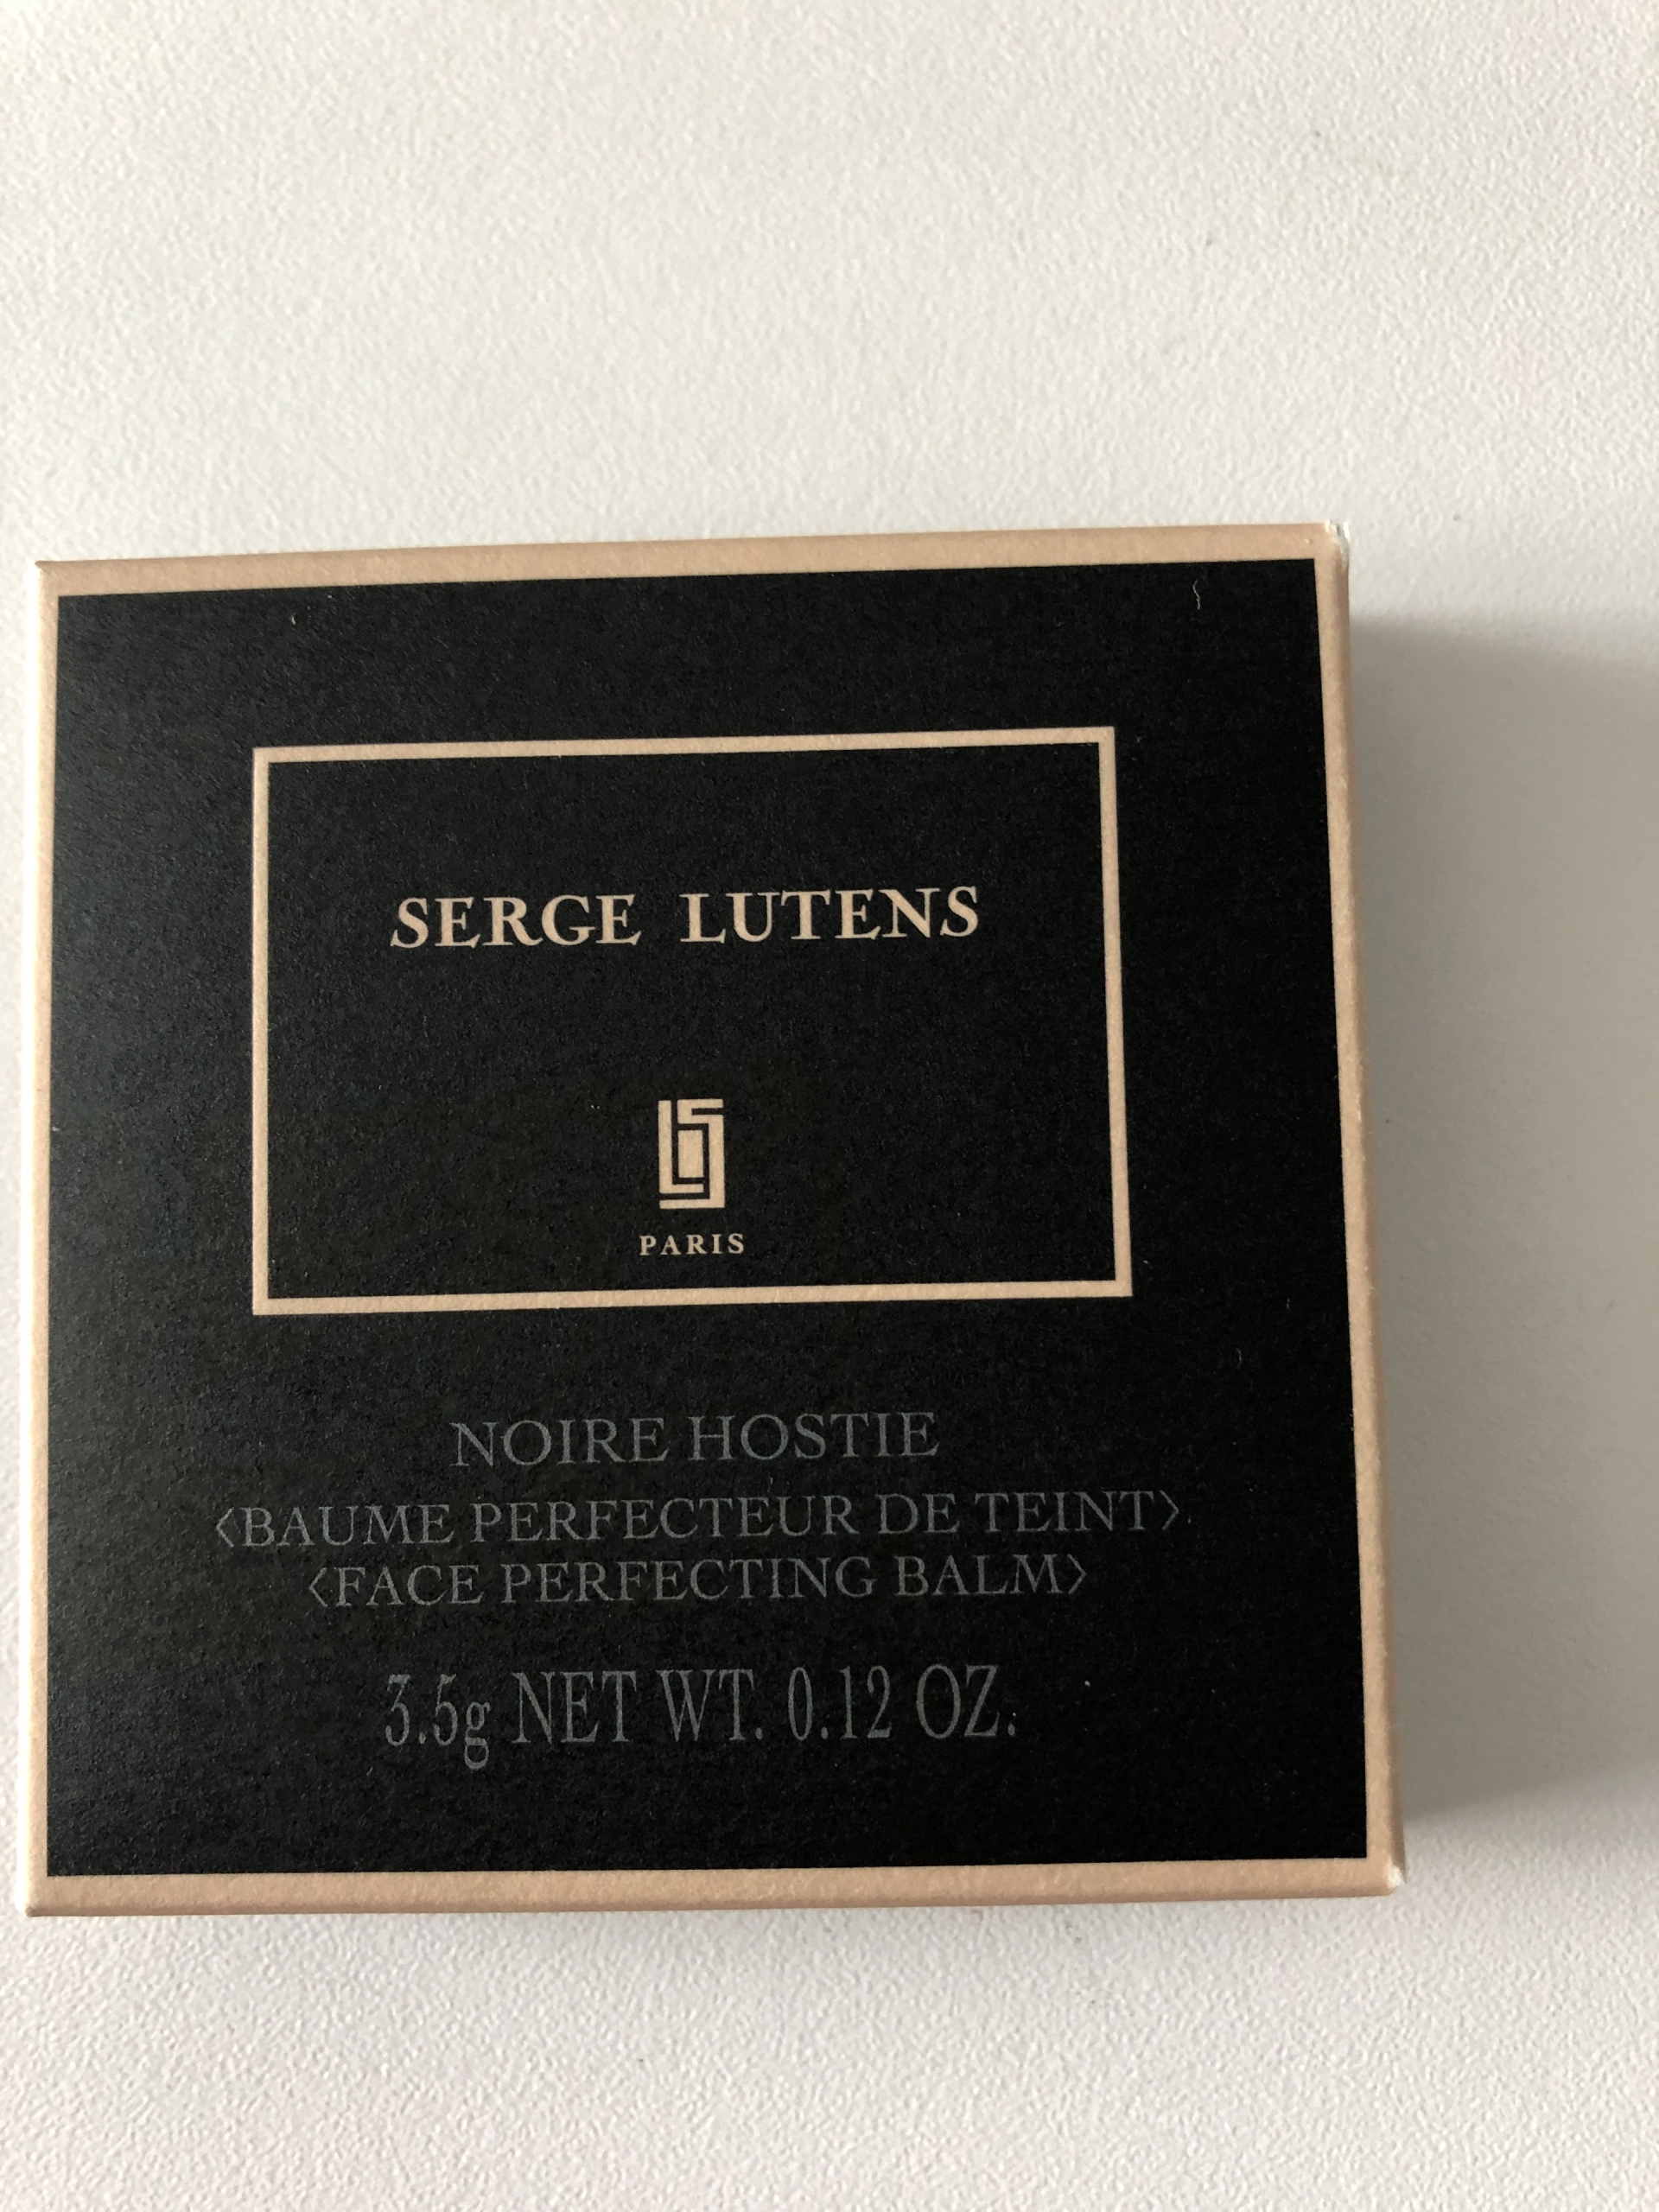 SERGE LUTENS
PARIS
NOIRE HOSTIE
〈BAUME PERFECTEUR DE TEINT〉
〈FACE PERFECTING BALM〉
3.5g NET WT. 0.12 OZ.